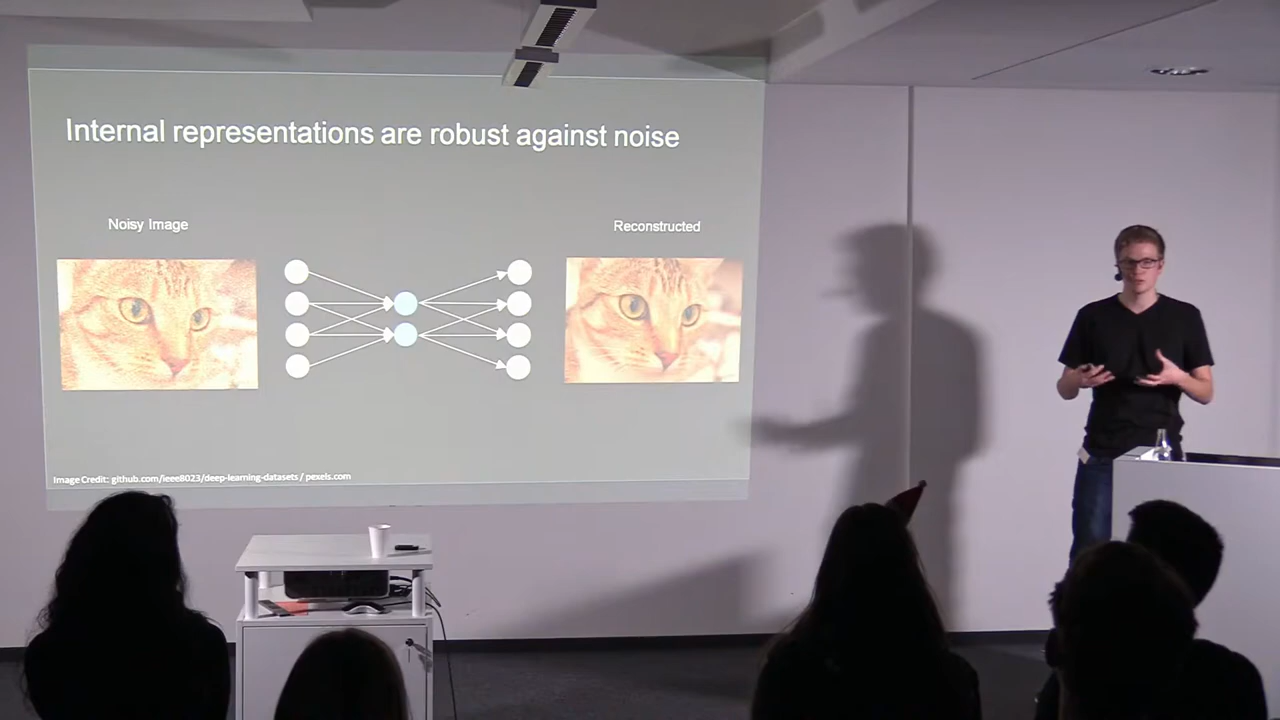 Internal representations are robust against noise
Noisy Image
Reconstructed
Image Credit: github.com/ieee8023/deep-learning-datasets / pexels.com